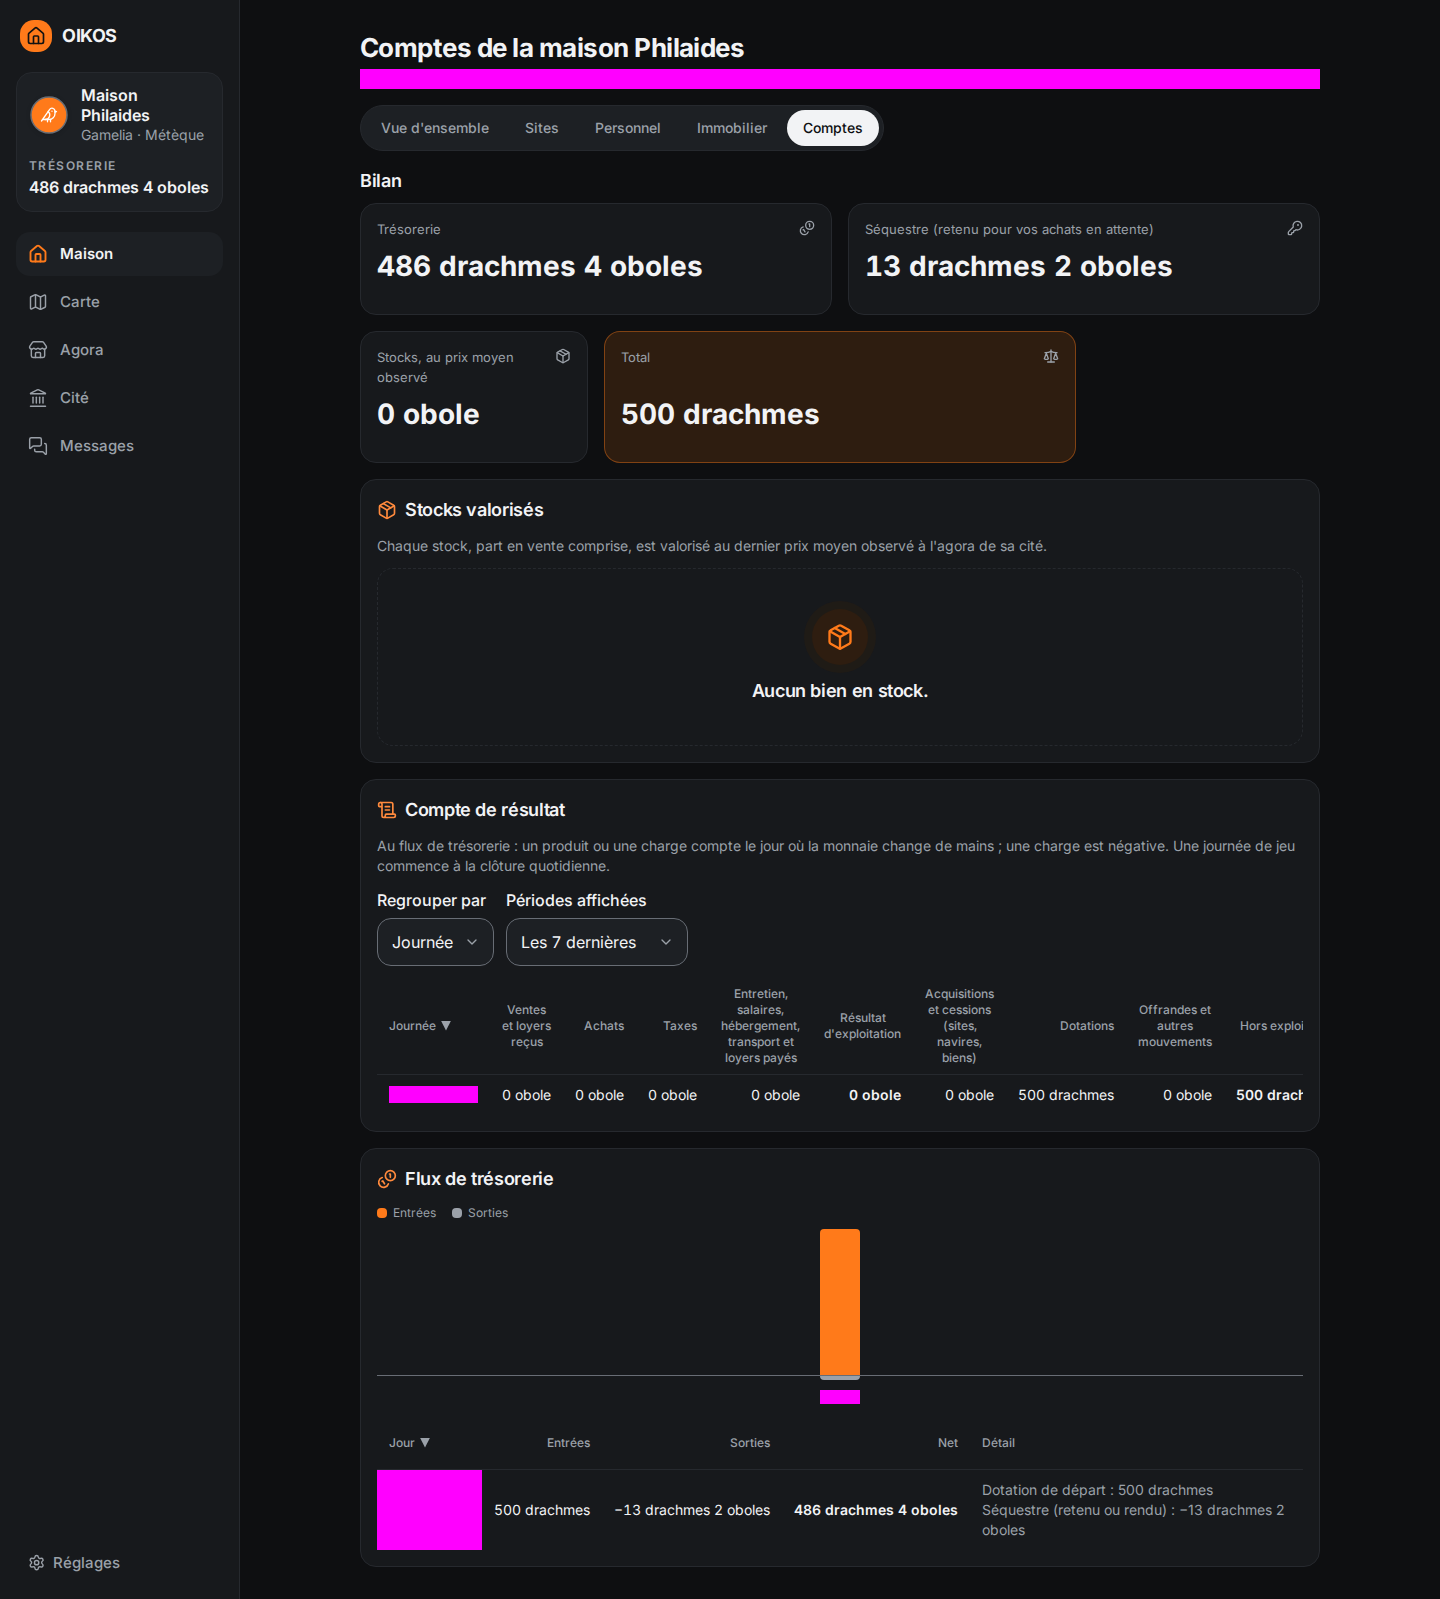 OIKOS
Maison
Philaides
Gamelia · Métèque
TRÉSORERIE
486 drachmes 4 oboles
Maison
Carte
Agora
Cité
Messages
Réglages
Comptes de la maison Philaides
Vue d'ensemble
Sites
Personnel
Immobilier
Comptes
Bilan
Trésorerie
486 drachmes 4 oboles
Séquestre (retenu pour vos achats en attente)
13 drachmes 2 oboles
Stocks, au prix moyen
observé
0 obole
Total
500 drachmes
Stocks valorisés
Chaque stock, part en vente comprise, est valorisé au dernier prix moyen observé à l'agora de sa cité.
Aucun bien en stock.
Compte de résultat
Au flux de trésorerie : un produit ou une charge compte le jour où la monnaie change de mains ; une charge est négative. Une journée de jeu
commence à la clôture quotidienne.
Regrouper par
Périodes affichées
Journée
Les 7 dernières
Journée ▼
Ventes
et loyers
reçus
Achats
Taxes
Entretien,
salaires,
hébergement,
transport et
loyers payés
Résultat
d'exploitation
Acquisitions
et cessions
(sites,
navires,
biens)
Dotations
Offrandes et
autres
mouvements
Hors exploi
0 obole
0 obole
0 obole
0 obole
0 obole
0 obole
500 drachmes
0 obole
500 drach
Flux de trésorerie
Entrées
Sorties
Jour ▼
Entrées
Sorties
Net
Détail
500 drachmes
−13 drachmes 2 oboles
486 drachmes 4 oboles
Dotation de départ : 500 drachmes
Séquestre (retenu ou rendu) : −13 drachmes 2
oboles